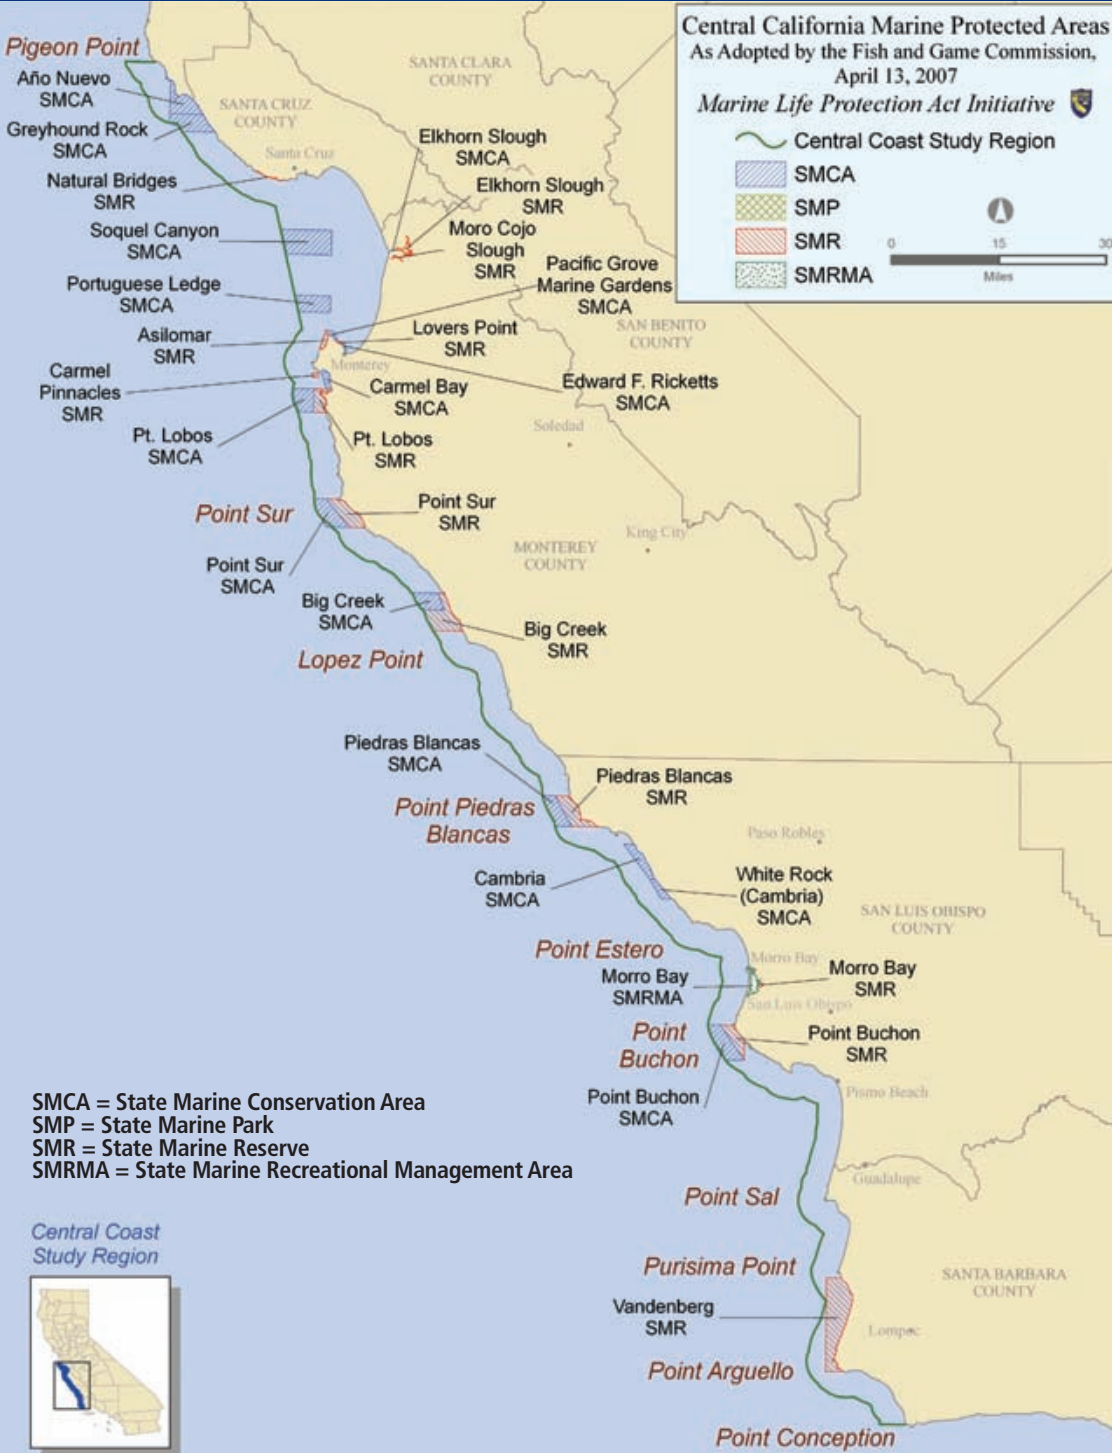 Central California Marine Protected Areas
As Adopted by the Fish and Game Commission,
April 13, 2007
Marine Life Protection Act Initiative
Central Coast Study Region
SMCA
SMP
SMR
SMRMA
0 15 30
Miles
Pigeon Point
Año Nuevo
SMCA
Greyhound Rock
SMCA
Natural Bridges
SMR
Soquel Canyon
SMCA
Portuguese Ledge
SMCA
Asilomar
SMR
Carmel
Pinnacles
SMR
Pt. Lobos
SMCA
SANTA CLARA
COUNTY
SANTA CRUZ
COUNTY
Santa Cruz
Elkhorn Slough
SMCA
Elkhorn Slough
SMR
Moro Cojo
Slough
SMR
Pacific Grove
Marine Gardens
SMCA
Lovers Point
SMR
SAN BENITO
COUNTY
Monterey
Edward F. Ricketts
SMCA
Carmel Bay
SMCA
Pt. Lobos
SMR
Soledad
Point Sur
Point Sur
SMR
Point Sur
SMCA
King City
MONTEREY
COUNTY
Big Creek
SMCA
Big Creek
SMR
Lopez Point
Piedras Blancas
SMCA
Piedras Blancas
SMR
Point Piedras
Blancas
Paso Robles
Cambria
SMCA
White Rock
(Cambria)
SMCA
SAN LUIS OBISPO
COUNTY
Point Estero
Morro Bay
Morro Bay
SMRMA
Morro Bay
SMR
San Luis Obispo
Point
Buchon
Point Buchon
SMR
Point Buchon
SMCA
Pismo Beach
SMCA = State Marine Conservation Area
SMP = State Marine Park
SMR = State Marine Reserve
SMRMA = State Marine Recreational Management Area
Guadalupe
Point Sal
Central Coast
Study Region
Purisima Point
SANTA BARBARA
COUNTY
Vandenberg
SMR
Lompoc
Point Arguello
Point Conception